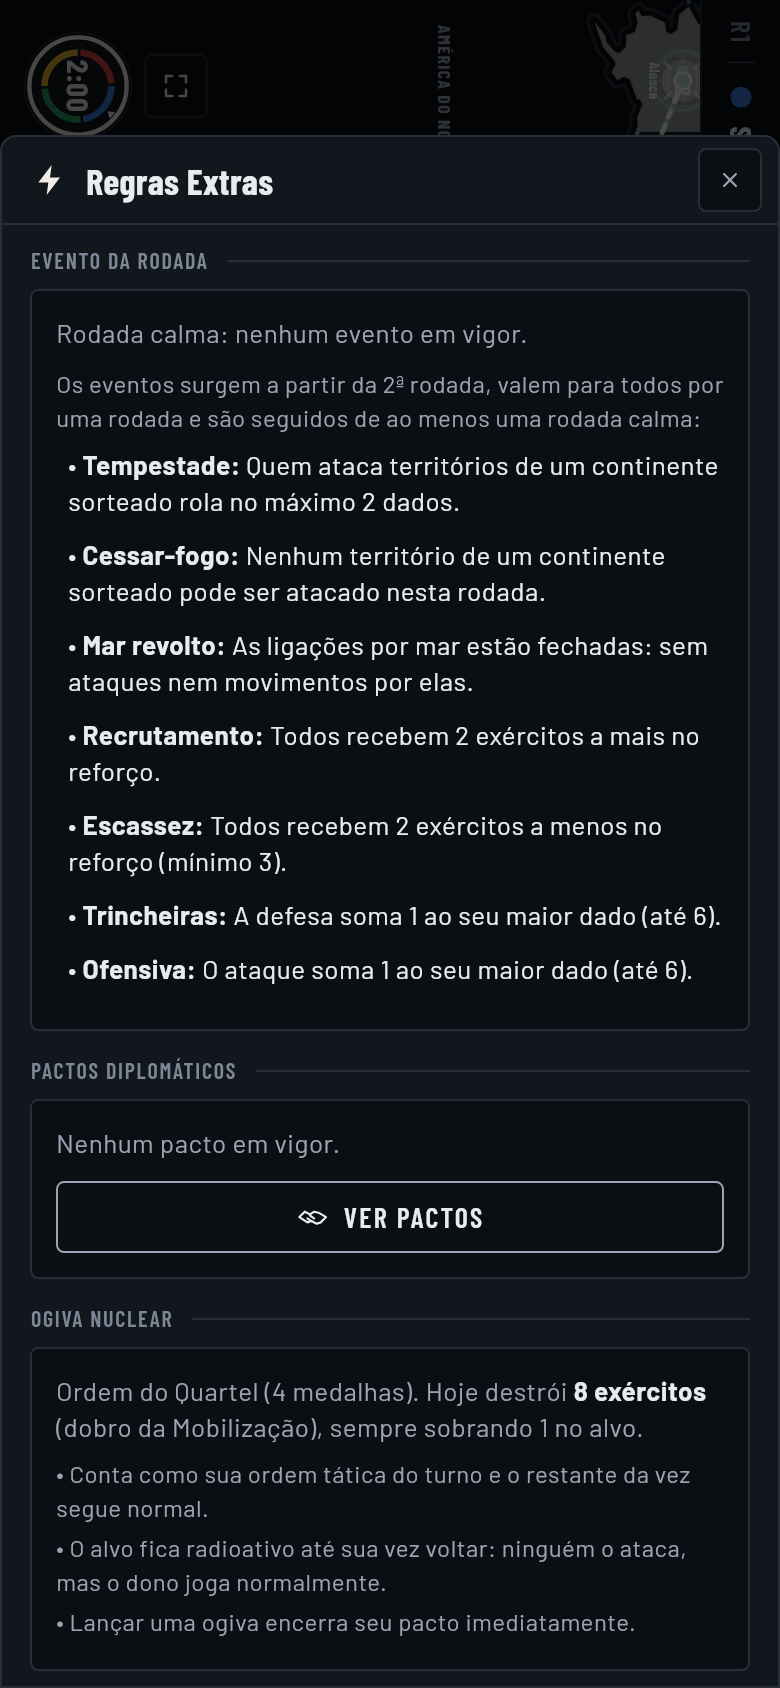 2:00
AMÉRICA DO NO
Alasca
R1
Regras Extras
EVENTO DA RODADA
Rodada calma: nenhum evento em vigor.
Os eventos surgem a partir da 2ª rodada, valem para todos por
uma rodada e são seguidos de ao menos uma rodada calma:
• Tempestade: Quem ataca territórios de um continente
sorteado rola no máximo 2 dados.
• Cessar-fogo: Nenhum território de um continente
sorteado pode ser atacado nesta rodada.
• Mar revolto: As ligações por mar estão fechadas: sem
ataques nem movimentos por elas.
• Recrutamento: Todos recebem 2 exércitos a mais no
reforço.
• Escassez: Todos recebem 2 exércitos a menos no
reforço (mínimo 3).
• Trincheiras: A defesa soma 1 ao seu maior dado (até 6).
• Ofensiva: O ataque soma 1 ao seu maior dado (até 6).
PACTOS DIPLOMÁTICOS
Nenhum pacto em vigor.
VER PACTOS
OGIVA NUCLEAR
Ordem do Quartel (4 medalhas). Hoje destrói 8 exércitos
(dobro da Mobilização), sempre sobrando 1 no alvo.
• Conta como sua ordem tática do turno e o restante da vez
segue normal.
• O alvo fica radioativo até sua vez voltar: ninguém o ataca,
mas o dono joga normalmente.
• Lançar uma ogiva encerra seu pacto imediatamente.